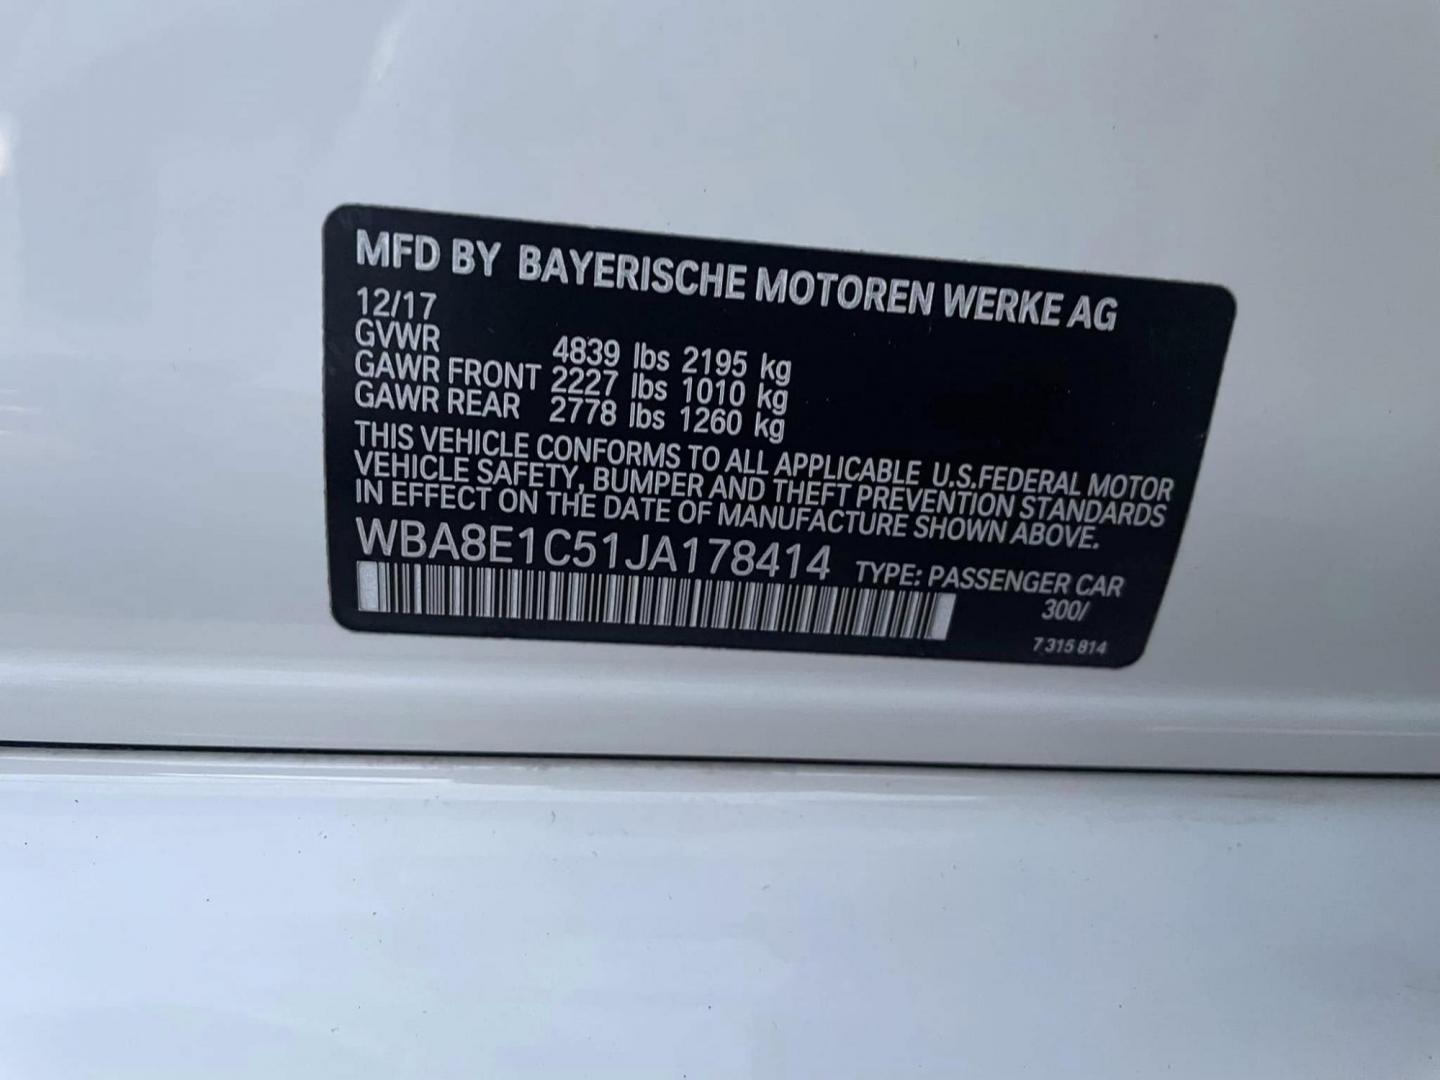 MFD BY BAYERISCHE MOTOREN WERKE AG
12/17
GVWR 4839 lbs 2195 kg
GAWR FRONT 2227 lbs 1010 kg
GAWR REAR 2778 lbs 1260 kg
THIS VEHICLE CONFORMS TO ALL APPLICABLE U.S.FEDERAL MOTOR
VEHICLE SAFETY, BUMPER AND THEFT PREVENTION STANDARDS
IN EFFECT ON THE DATE OF MANUFACTURE SHOWN ABOVE.
WBA8E1C51JA178414 TYPE: PASSENGER CAR
300/
7 315 814